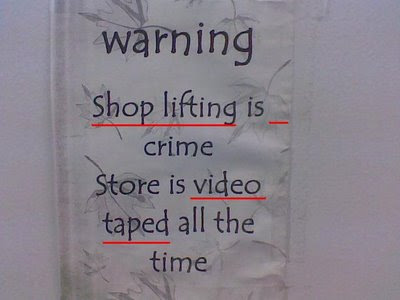 warning
Shop lifting is
crime
Store is video
taped all the
time